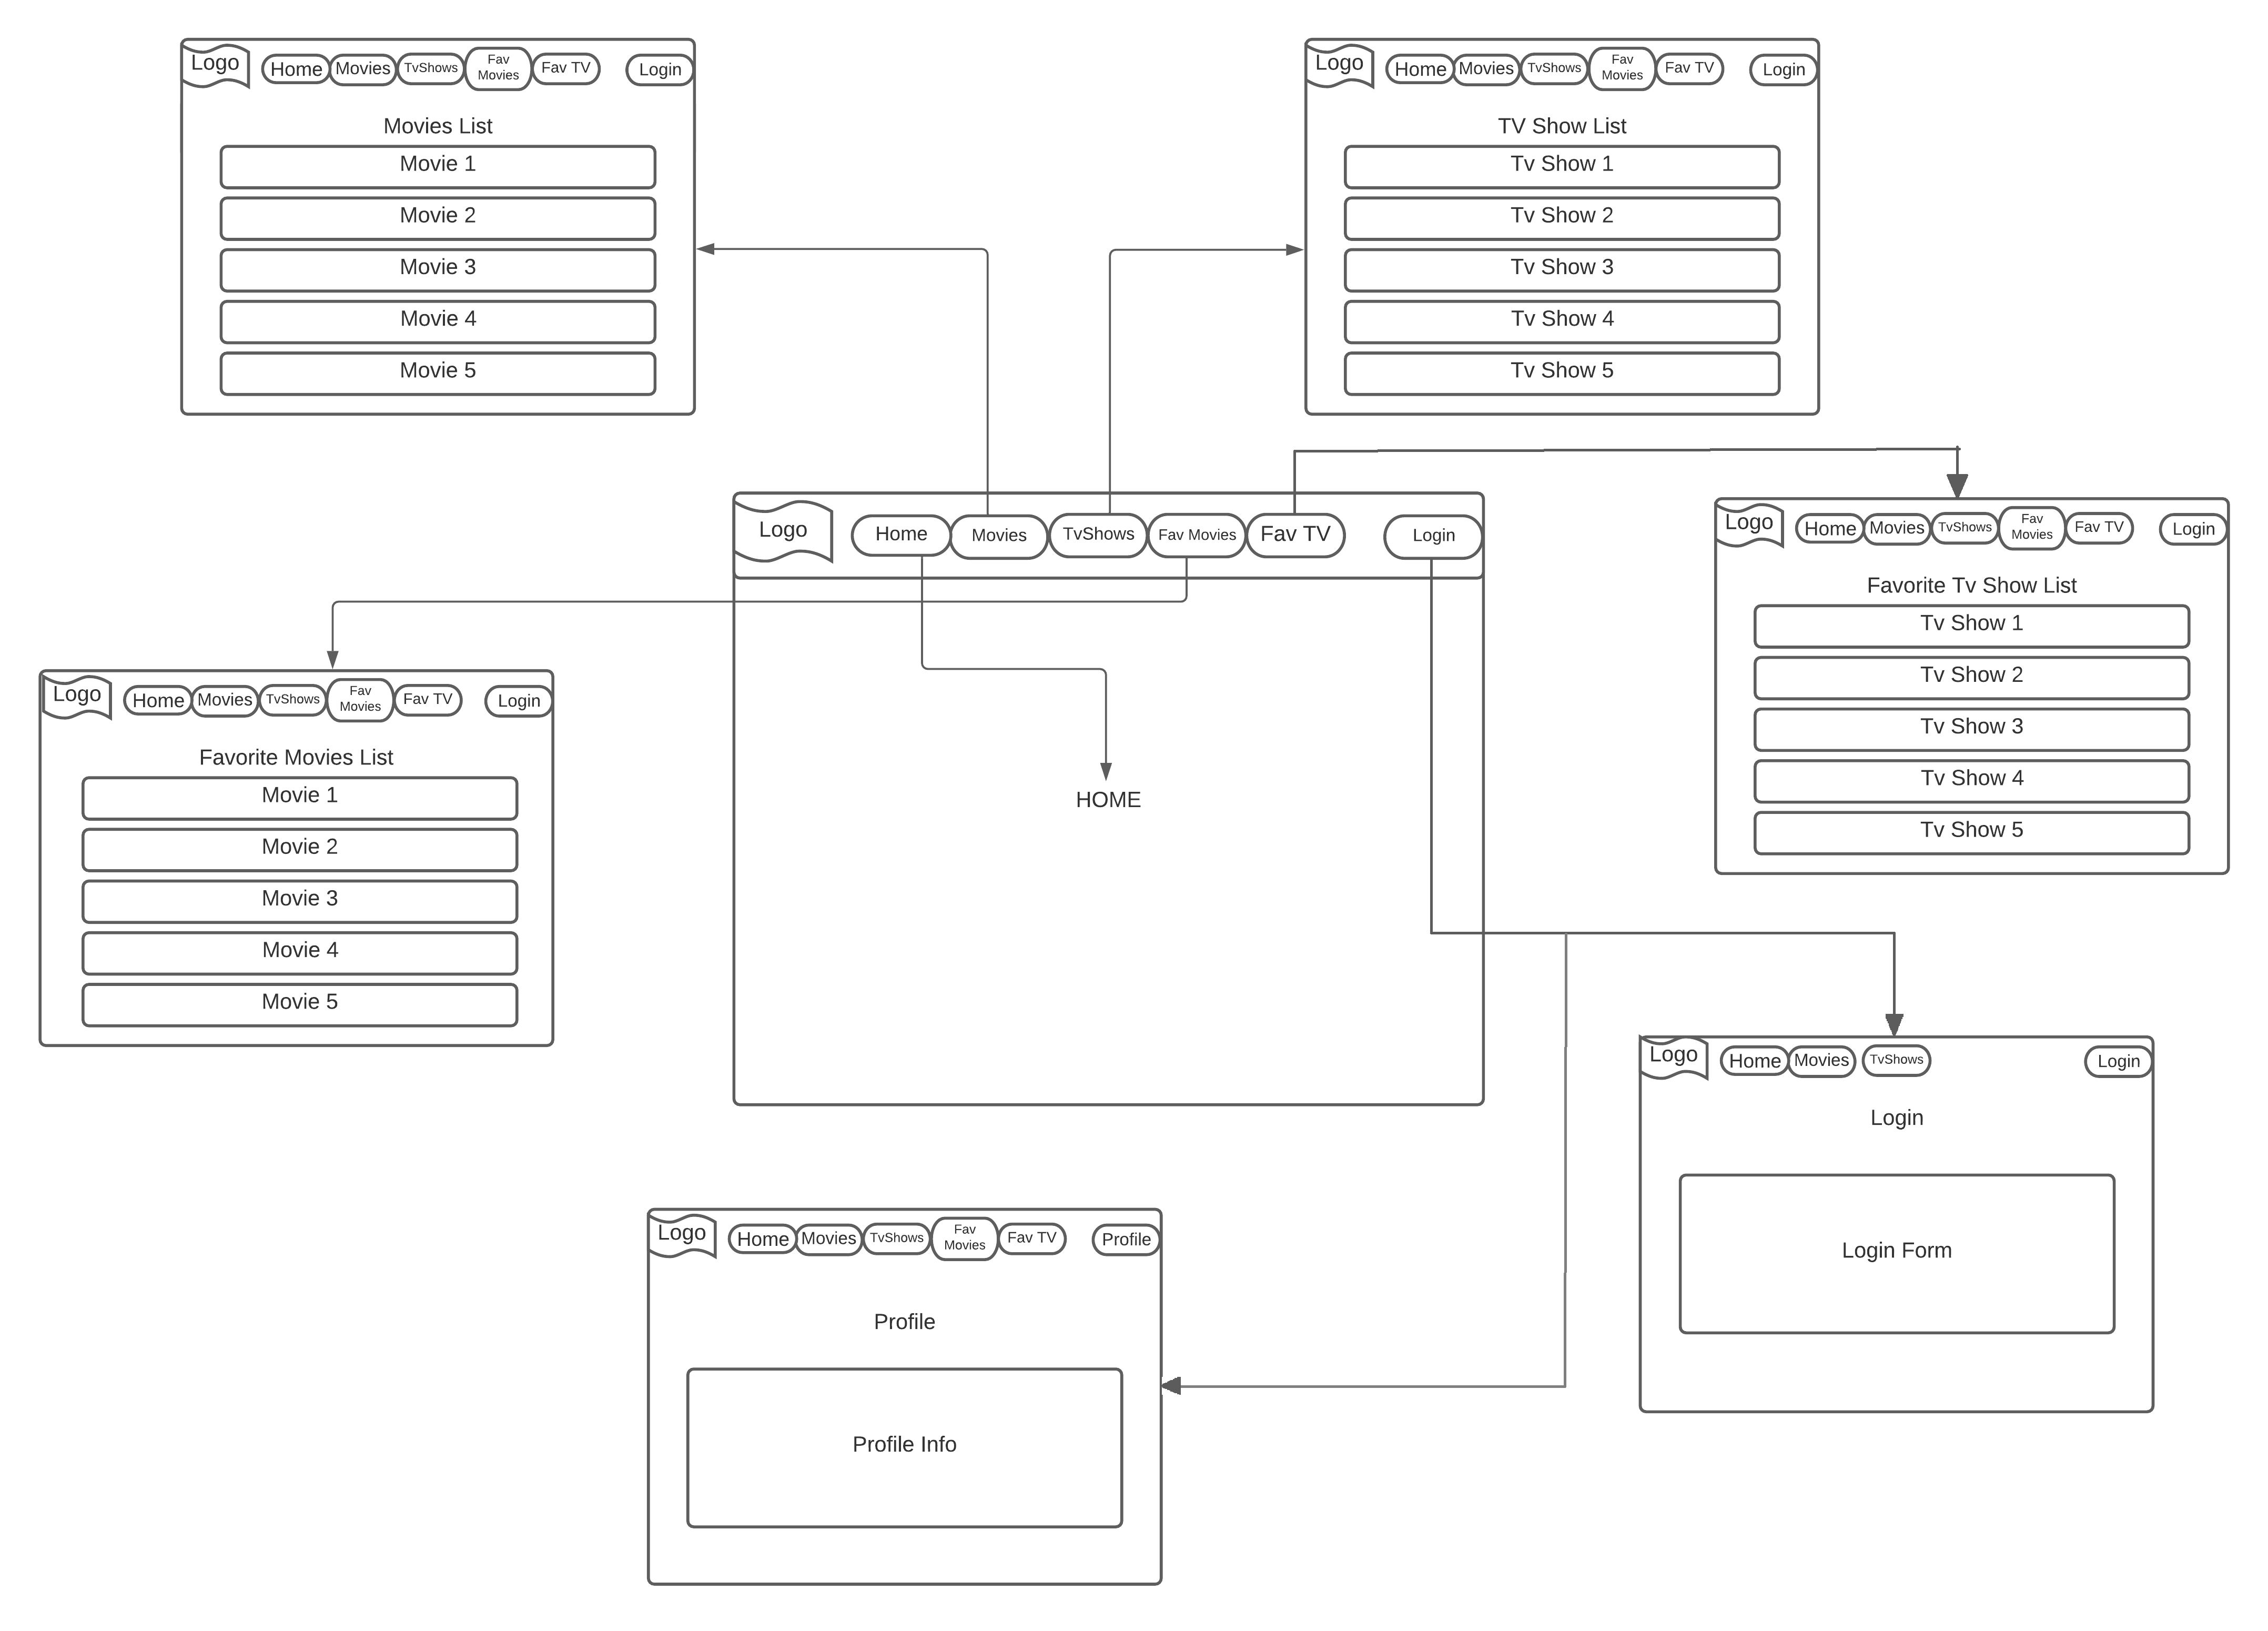 Logo
Home
Movies
TvShows
Fav
Movies
Fav TV
Login
Movies List
Movie 1
Movie 2
Movie 3
Movie 4
Movie 5
Logo
Home
Movies
TvShows
Fav
Movies
Fav TV
Login
TV Show List
Tv Show 1
Tv Show 2
Tv Show 3
Tv Show 4
Tv Show 5
Logo
Home
Movies
TvShows
Fav Movies
Fav TV
Login
HOME
Logo
Home
Movies
TvShows
Fav
Movies
Fav TV
Login
Favorite Tv Show List
Tv Show 1
Tv Show 2
Tv Show 3
Tv Show 4
Tv Show 5
Logo
Home
Movies
TvShows
Fav
Movies
Fav TV
Login
Favorite Movies List
Movie 1
Movie 2
Movie 3
Movie 4
Movie 5
Logo
Home
Movies
TvShows
Login
Login
Login Form
Logo
Home
Movies
TvShows
Fav
Movies
Fav TV
Profile
Profile
Profile Info